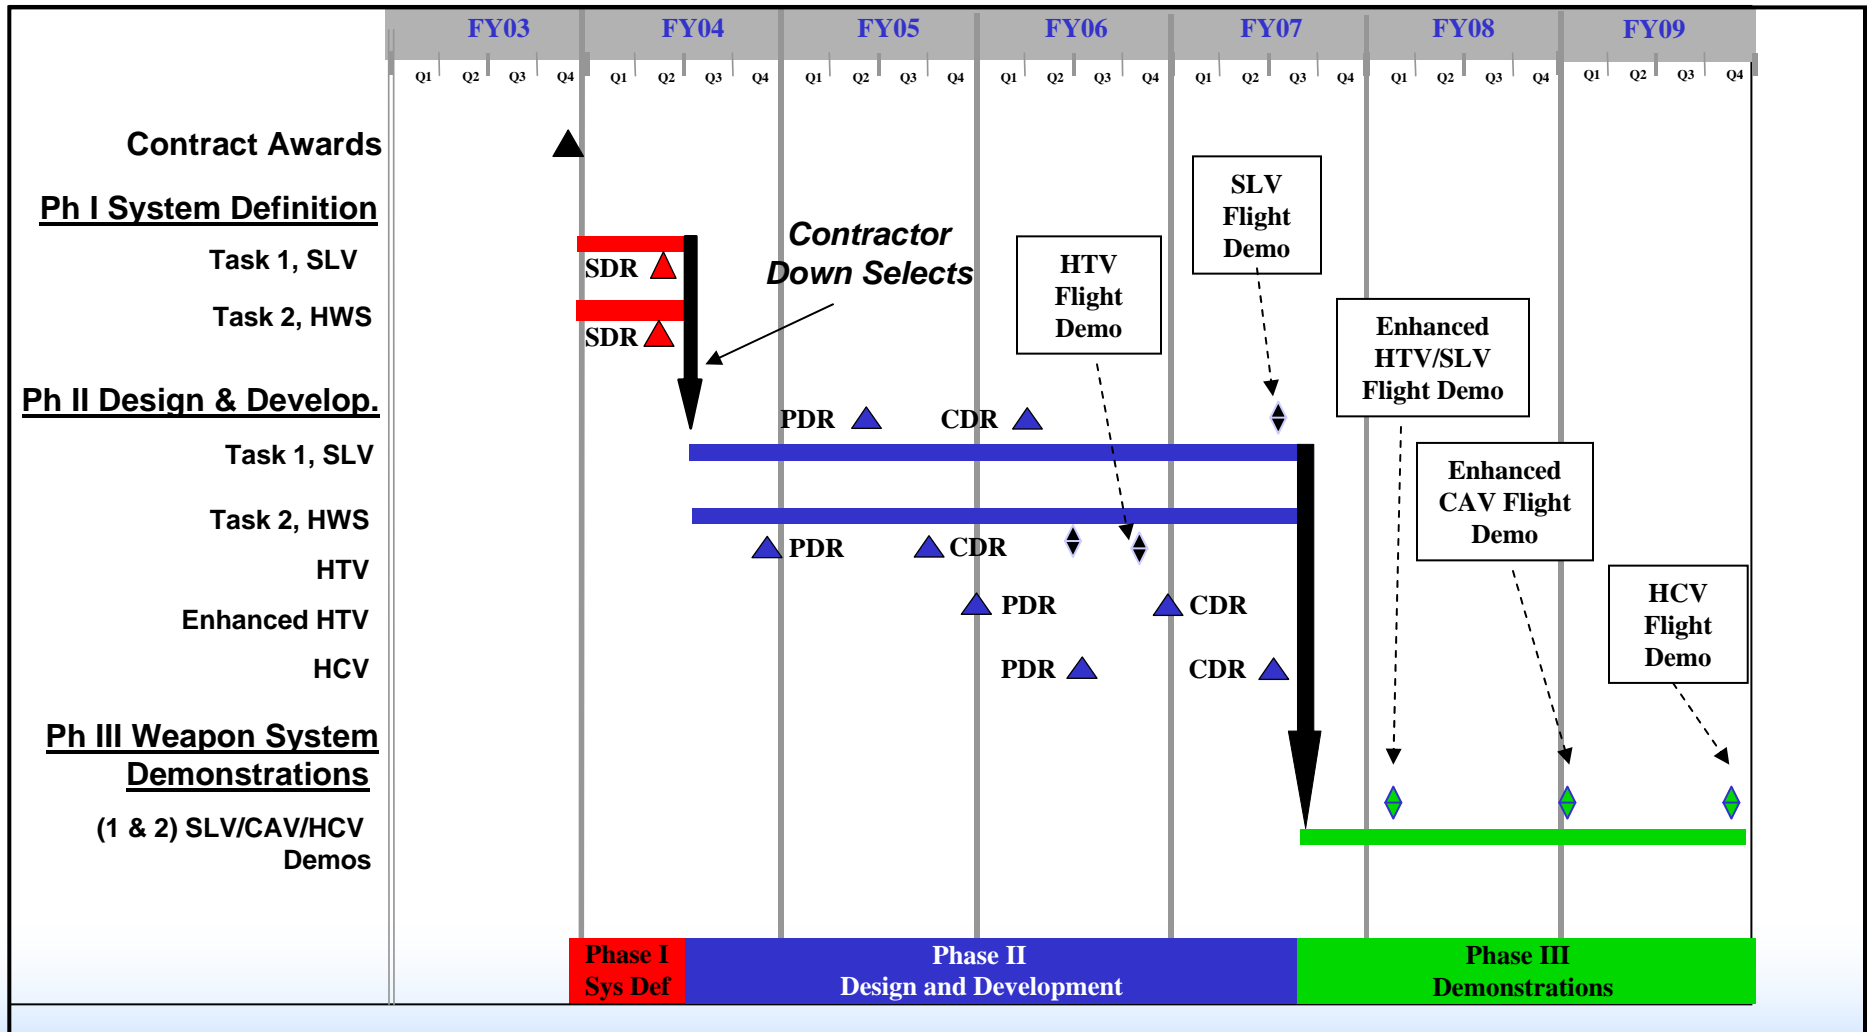 FY03 FY04 FY05 FY06 FY07 FY08 FY09
Q1 Q2 Q3 Q4 Q1 Q2 Q3 Q4 Q1 Q2 Q3 Q4 Q1 Q2 Q3 Q4 Q1 Q2 Q3 Q4 Q1 Q2 Q3 Q4 Q1 Q2 Q3 Q4
Contract Awards
Ph I System Definition
Task 1, SLV
SDR
Task 2, HWS
SDR
Contractor
Down Selects
SLV
Flight
Demo
HTV
Flight
Demo
Enhanced
HTV/SLV
Flight Demo
Enhanced
CAV Flight
Demo
HCV
Flight
Demo
Ph II Design & Develop.
PDR CDR
Task 1, SLV
Task 2, HWS
PDR CDR
HTV
PDR CDR
Enhanced HTV
HCV
PDR CDR
Ph III Weapon System
Demonstrations
(1 & 2) SLV/CAV/HCV
Demos
Phase I
Sys Def
Phase II
Design and Development
Phase III
Demonstrations